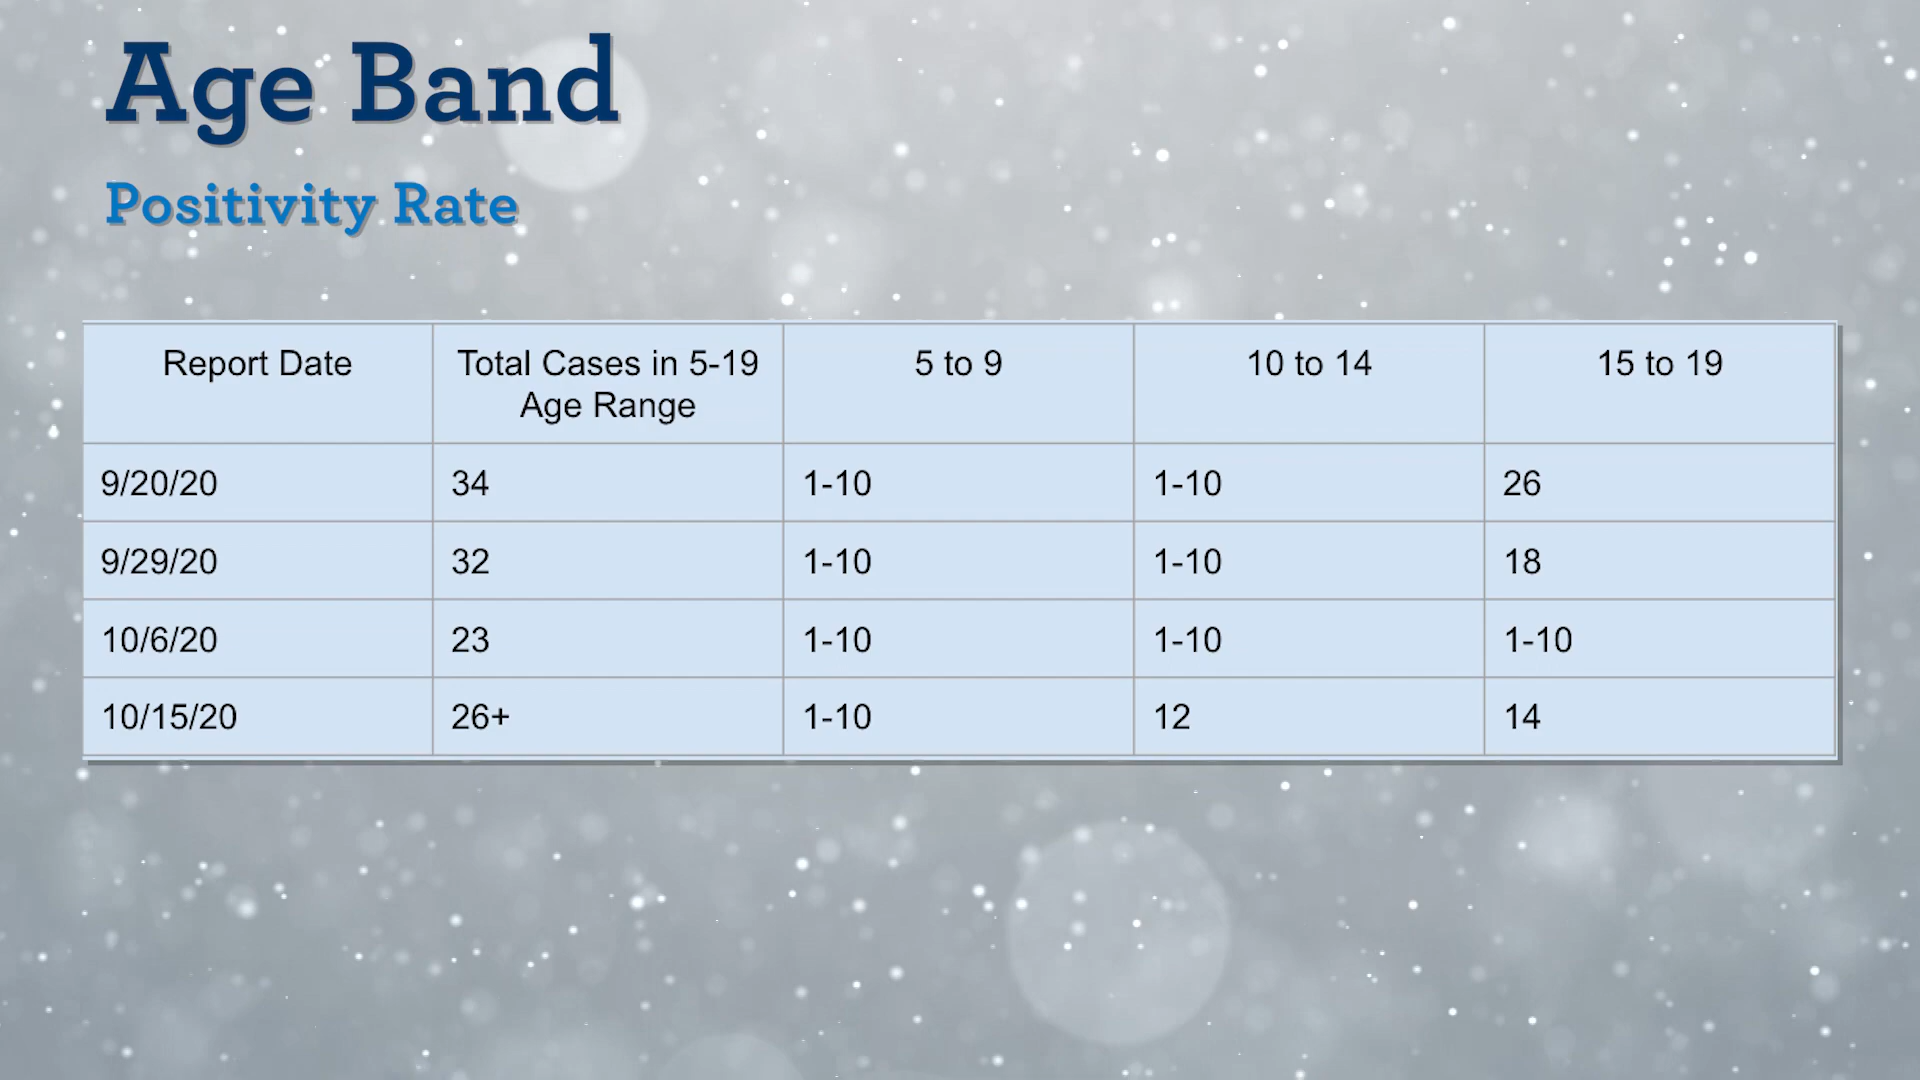 Age Band
Positivity Rate
Report Date
Total Cases in 5-19
Age Range
5 to 9
10 to 14
15 to 19
9/20/20
34
1-10
1-10
26
9/29/20
32
1-10
1-10
18
10/6/20
23
1-10
1-10
1-10
10/15/20
26+
1-10
12
14